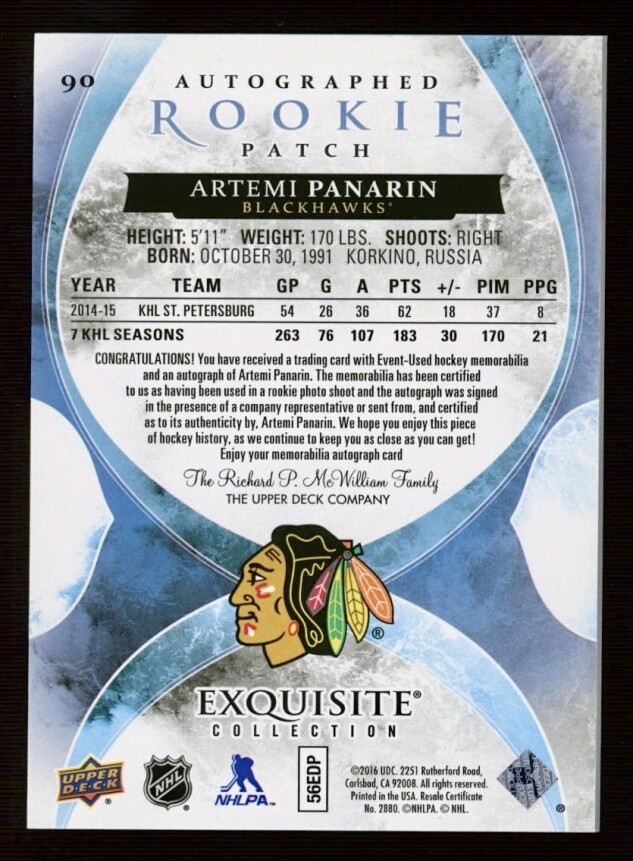 90
AUTOGRAPHED
ROOKIE
PATCH
ARTEMI PANARIN
BLACKHAWKS®
HEIGHT: 5'11" WEIGHT: 170 LBS. SHOOTS: RIGHT
BORN: OCTOBER 30, 1991 KORKINO, RUSSIA
YEAR TEAM GP G A PTS +/- PIM PPG
2014-15 KHL ST. PETERSBURG 54 26 36 62 18 37 8
7 KHL SEASONS 263 76 107 183 30 170 21
CONGRATULATIONS! You have received a trading card with Event-Used hockey memorabilia
and an autograph of Artemi Panarin. The memorabilia has been certified
to us as having been used in a rookie photo shoot and the autograph was signed
in the presence of a company representative or sent from, and certified
as to its authenticity by, Artemi Panarin. We hope you enjoy this piece
of hockey history, as we continue to keep you as close as you can get!
Enjoy your memorabilia autograph card
The Richard P. McWilliam Family
THE UPPER DECK COMPANY
®
EXQUISITE®
COLLECTION
UPPER
D·E·C·K
®
NHL
®
NHLPA™
56EDP
©2016 UDC. 2251 Rutherford Road,
Carlsbad, CA 92008. All rights reserved.
Printed in the USA. Resale Certificate
No. 2880. ©NHLPA. © NHL.
®